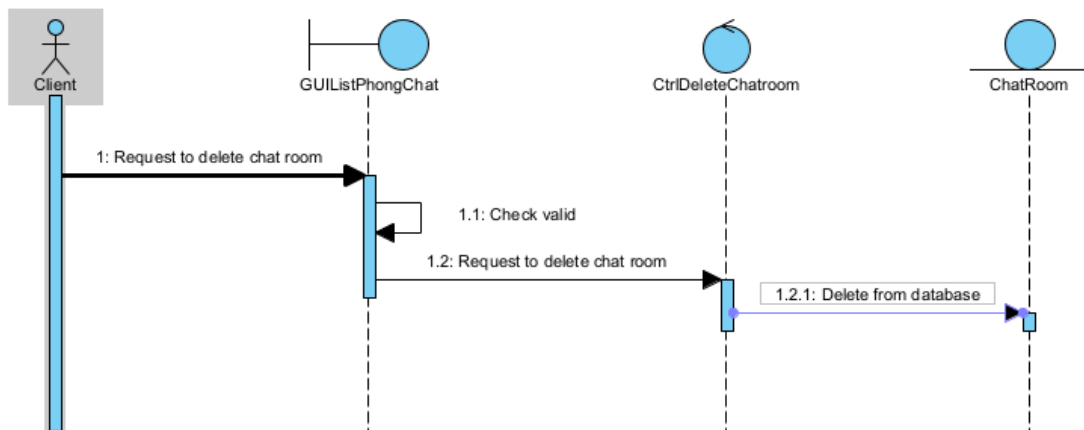 Client
GUIListPhongChat
CtrlDeleteChatroom
ChatRoom
1: Request to delete chat room
1.1: Check valid
1.2: Request to delete chat room
1.2.1: Delete from database